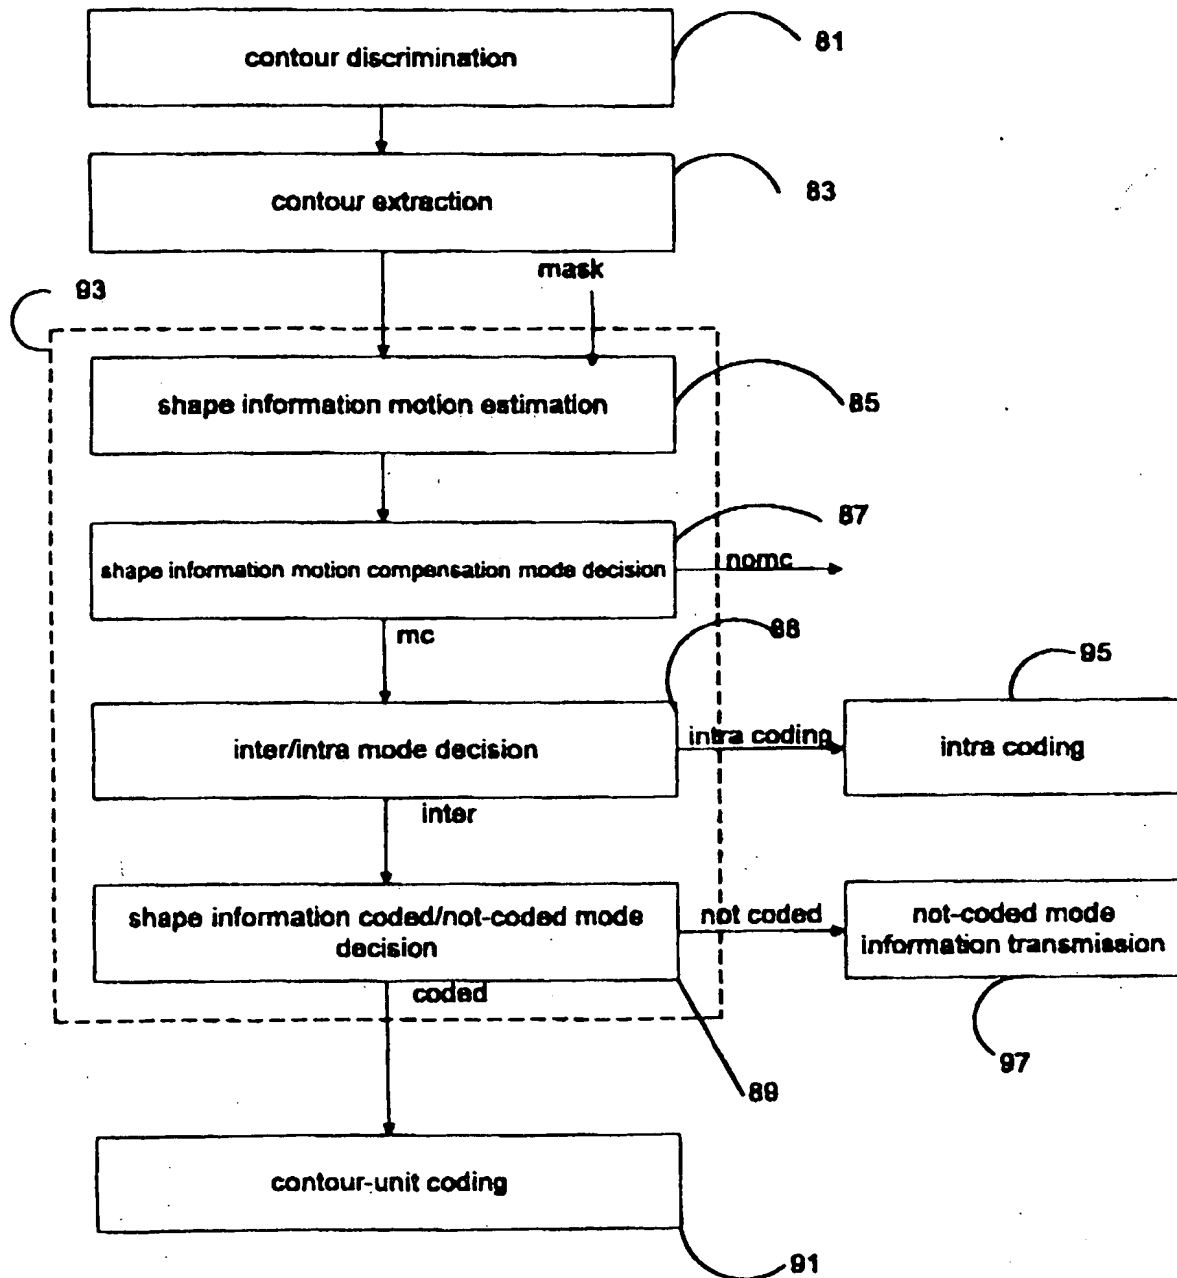 contour discrimination
81
contour extraction
83
mask
93
shape information motion estimation
85
87
shape information motion compensation mode decision
nomc
mc
88
95
inter/intra mode decision
intra coding
intra coding
inter
shape information coded/not-coded mode
decision
not coded
not-coded mode
information transmission
coded
97
89
contour-unit coding
91